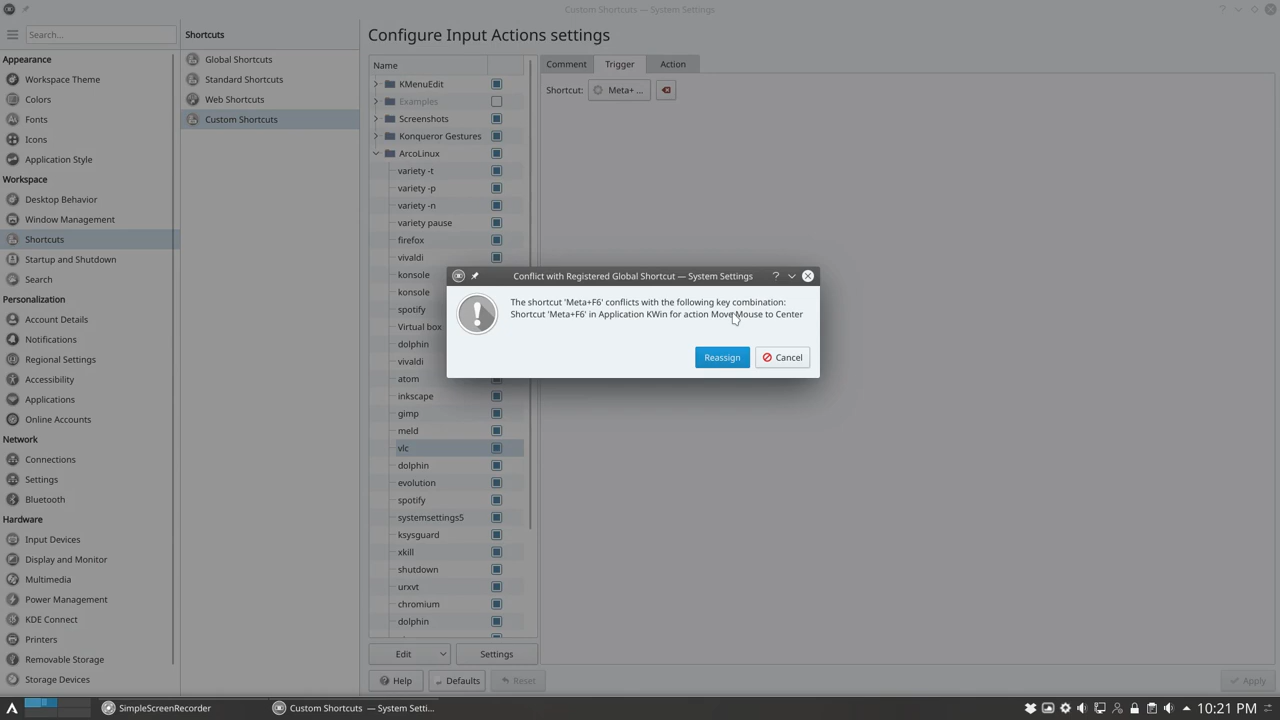 Custom Shortcuts — System Settings
Search...
Appearance
Workspace Theme
Colors
Fonts
Icons
Application Style
Workspace
Desktop Behavior
Window Management
Shortcuts
Startup and Shutdown
Search
Personalization
Account Details
Notifications
Regional Settings
Accessibility
Applications
Online Accounts
Network
Connections
Settings
Bluetooth
Hardware
Input Devices
Display and Monitor
Multimedia
Power Management
KDE Connect
Printers
Removable Storage
Storage Devices
Shortcuts
Global Shortcuts
Standard Shortcuts
Web Shortcuts
Custom Shortcuts
Configure Input Actions settings
Name
KMenuEdit
Examples
Screenshots
Konqueror Gestures
ArcoLinux
variety -t
variety -p
variety -n
variety pause
firefox
vivaldi
konsole
konsole
spotify
Virtual box
dolphin
vivaldi
atom
inkscape
gimp
meld
vlc
dolphin
evolution
spotify
systemsettings5
ksysguard
xkill
shutdown
urxvt
chromium
dolphin
Edit
Settings
Help
Defaults
Reset
Comment
Trigger
Action
Shortcut:
Meta+ ...
Apply
Conflict with Registered Global Shortcut — System Settings
The shortcut 'Meta+F6' conflicts with the following key combination:
Shortcut 'Meta+F6' in Application KWin for action Move Mouse to Center
Reassign
Cancel
SimpleScreenRecorder
Custom Shortcuts — System Setti...
10:21 PM